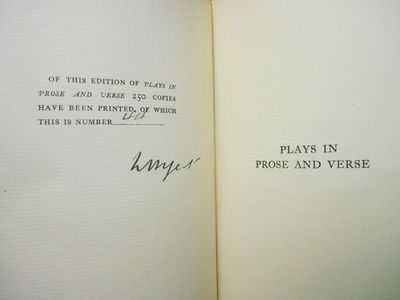 OF THIS EDITION OF PLAYS IN
PROSE AND VERSE 250 COPIES
HAVE BEEN PRINTED, OF WHICH
THIS IS NUMBER 44
PLAYS IN
PROSE AND VERSE